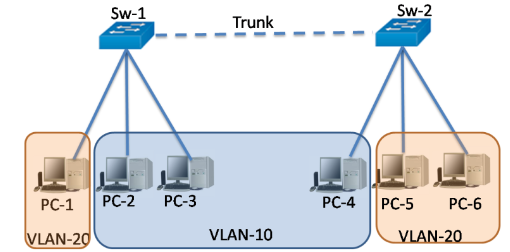 Sw-1
Trunk
Sw-2
PC-1
PC-2
PC-3
PC-4
PC-5
PC-6
VLAN-20
VLAN-10
VLAN-20